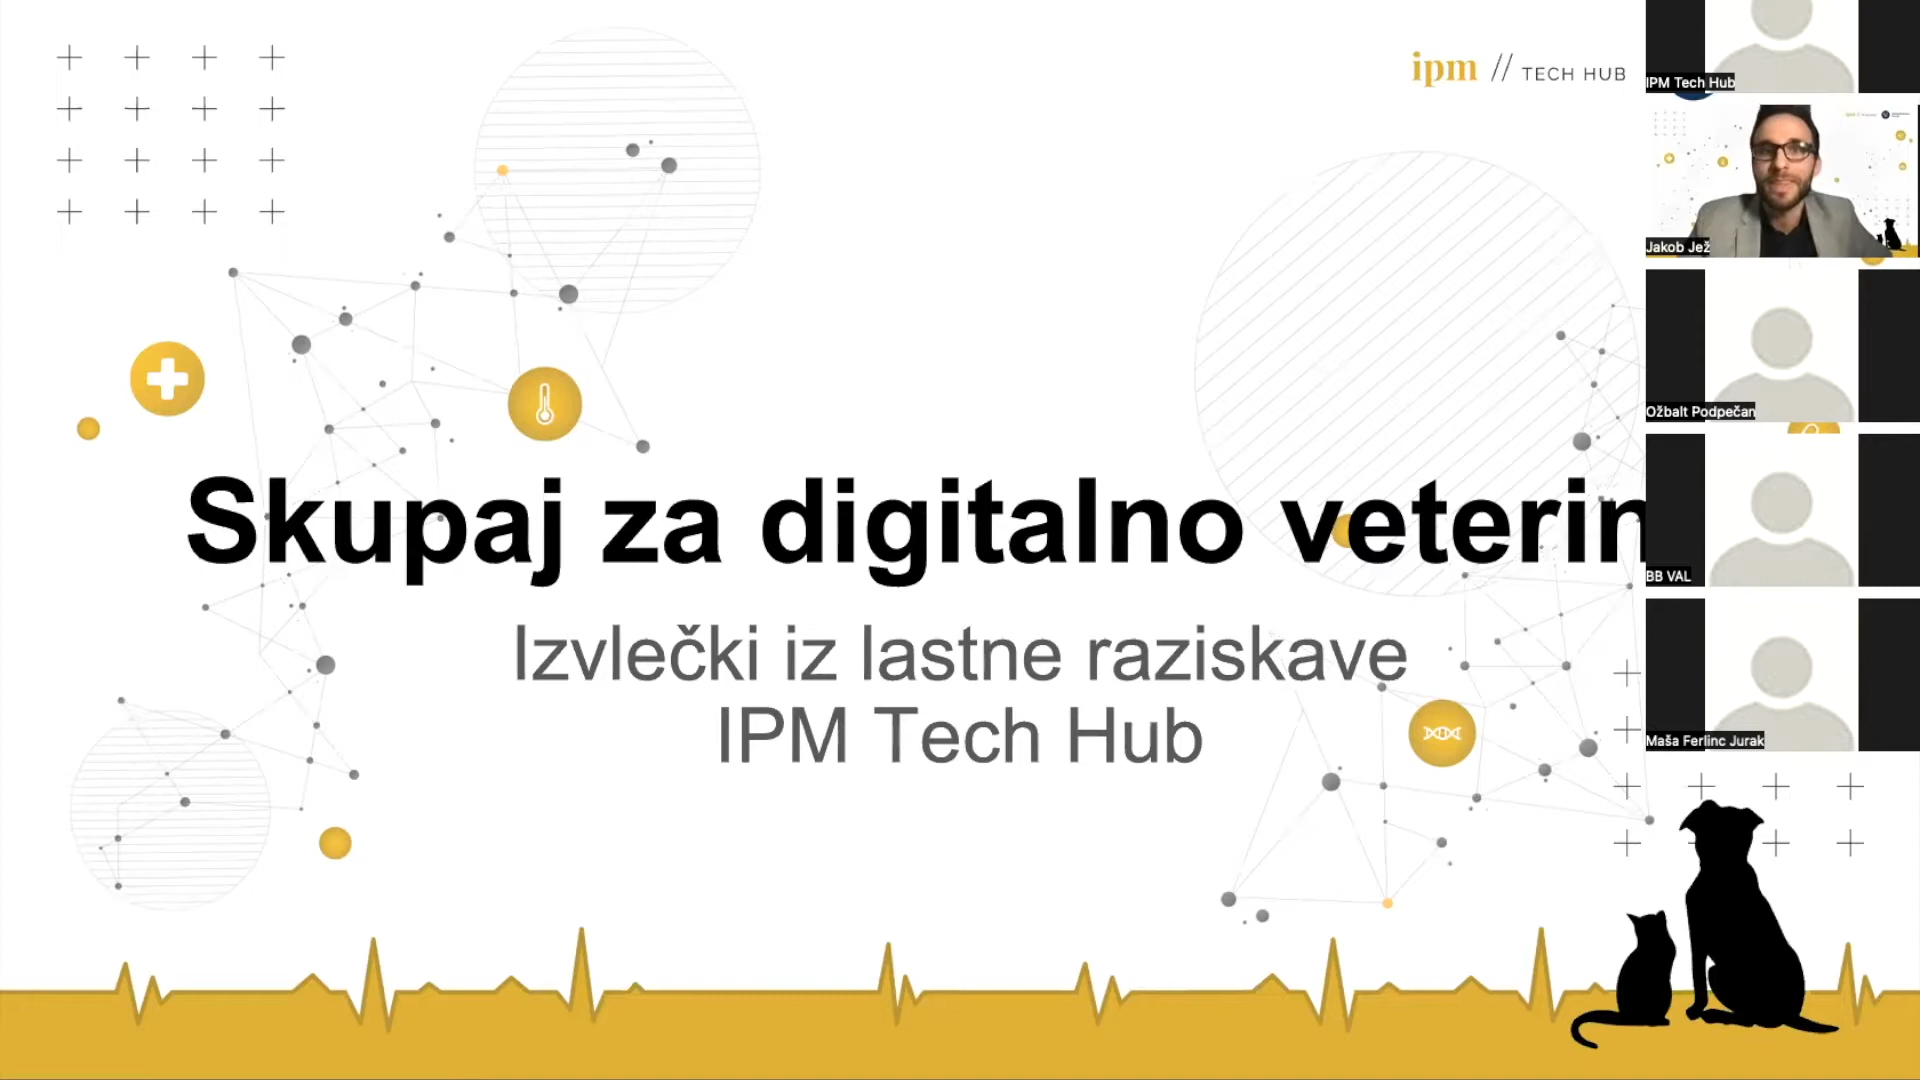 ipm // TECH HUB
Skupaj za digitalno veterin
Izvlečki iz lastne raziskave
IPM Tech Hub
IPM Tech Hub
Jakob Jež
Ožbalt Podpečan
BB VAL
Maša Ferlinc Jurak